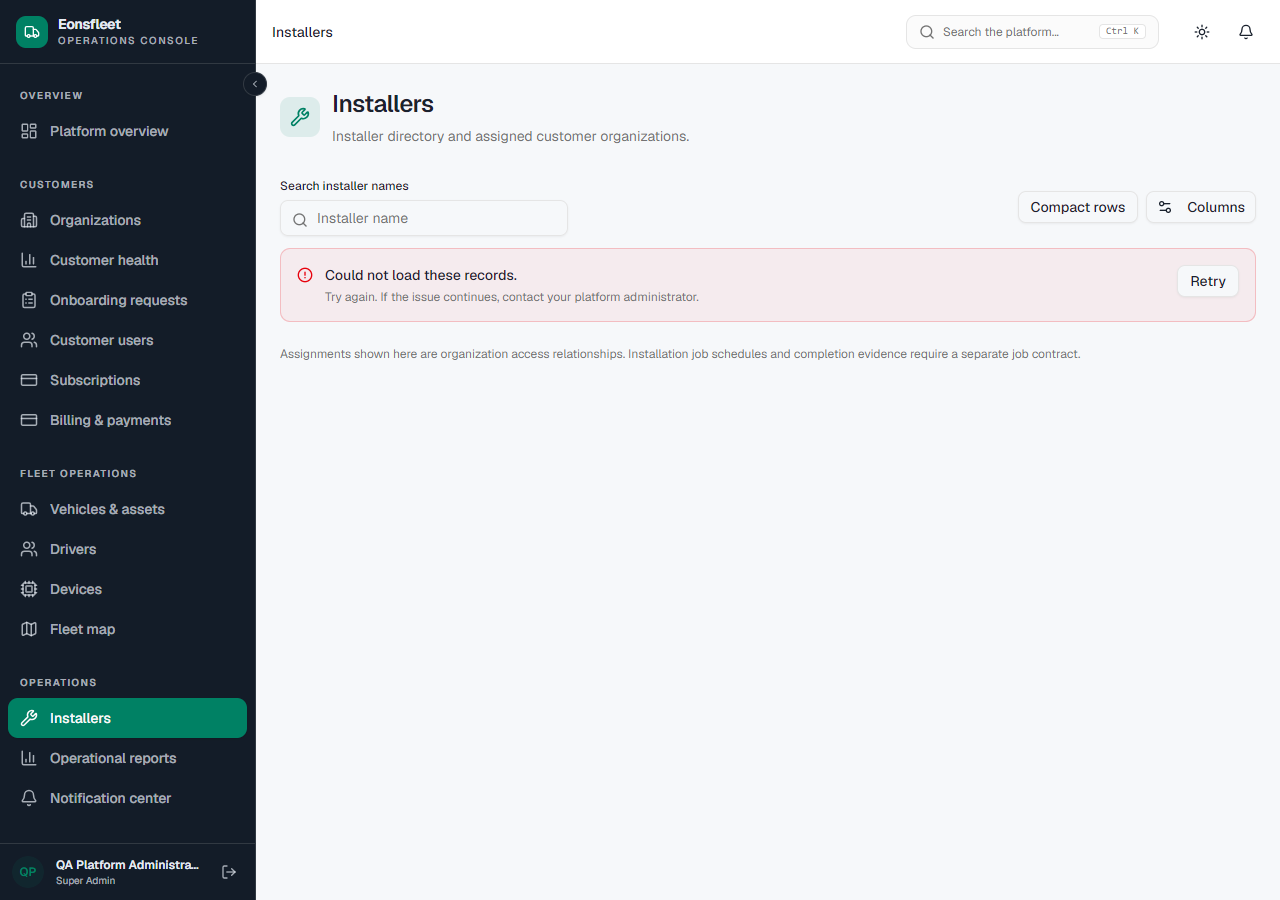 Eonsfleet
OPERATIONS CONSOLE
OVERVIEW
Platform overview
CUSTOMERS
Organizations
Customer health
Onboarding requests
Customer users
Subscriptions
Billing & payments
FLEET OPERATIONS
Vehicles & assets
Drivers
Devices
Fleet map
OPERATIONS
Installers
Operational reports
Notification center
QP
QA Platform Administra...
Super Admin
Installers
Search the platform...
Ctrl K
Installers
Installer directory and assigned customer organizations.
Search installer names
Installer name
Compact rows
Columns
Could not load these records.
Try again. If the issue continues, contact your platform administrator.
Retry
Assignments shown here are organization access relationships. Installation job schedules and completion evidence require a separate job contract.